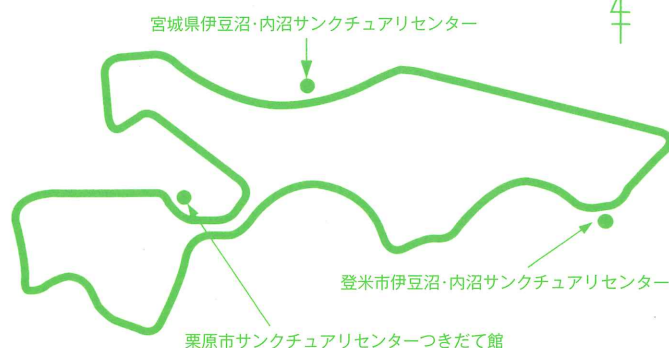 宮城県伊豆沼・内沼サンクチュアリセンター
登米市伊豆沼・内沼サンクチュアリセンター
栗原市サンクチュアリセンターつきだて館